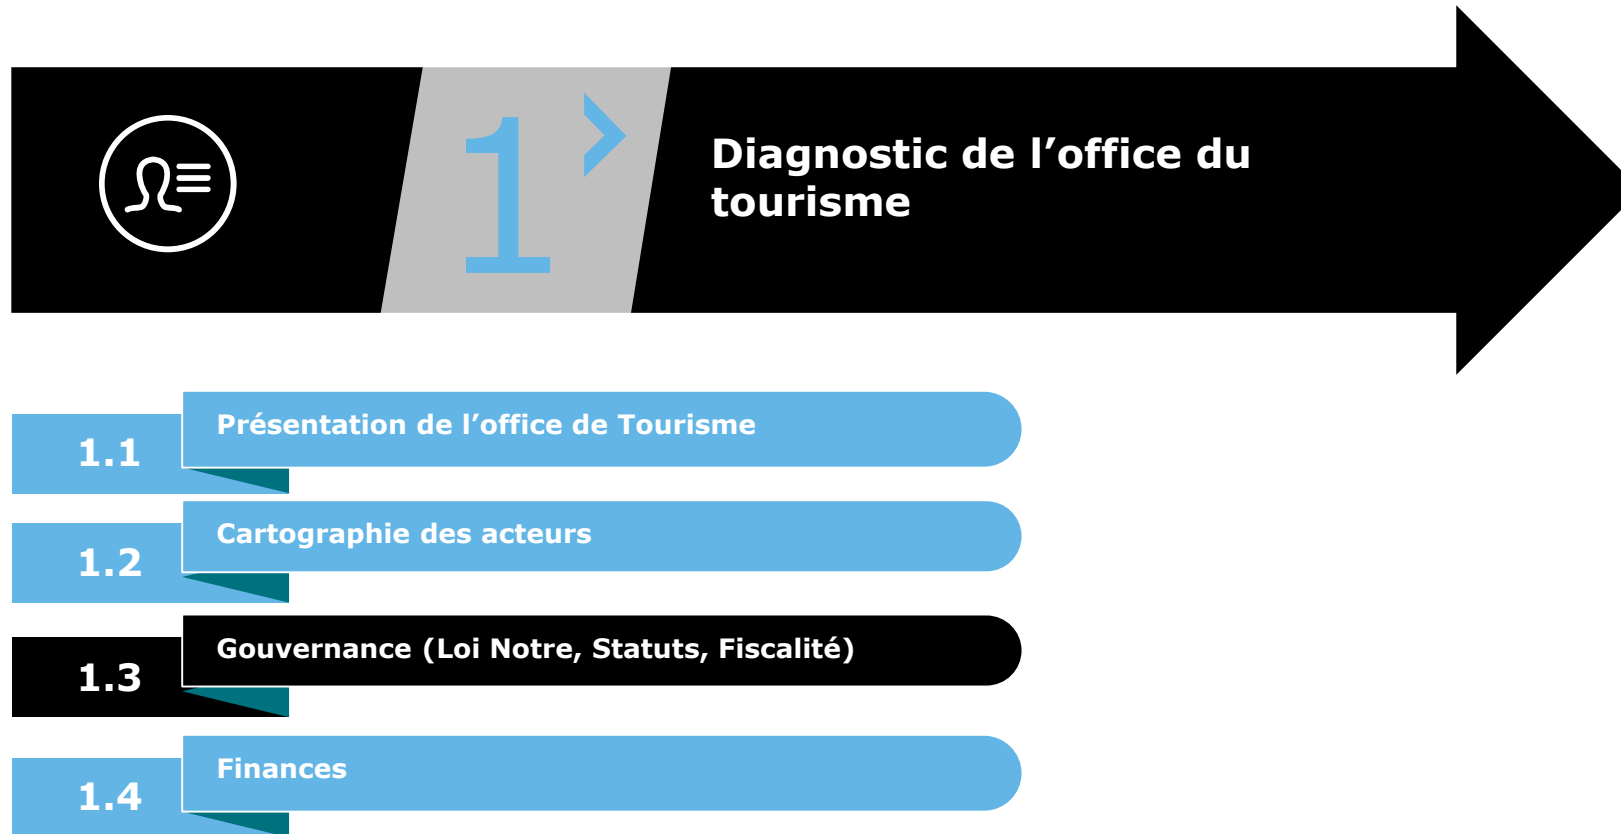 1
Diagnostic de l’office du
tourisme
1.1
Présentation de l’office de Tourisme
1.2
Cartographie des acteurs
1.3
Gouvernance (Loi Notre, Statuts, Fiscalité)
1.4
Finances